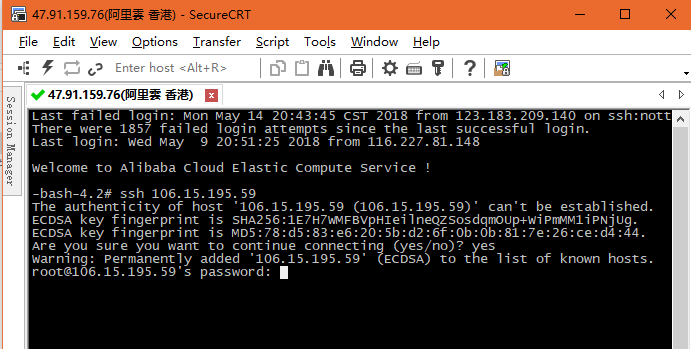 47.91.159.76(阿里雲 香港) - SecureCRT
File Edit View Options Transfer Script Tools Window Help
Enter host <Alt+R>
47.91.159.76(阿里雲 香港)
Session Manager
Last failed login: Mon May 14 20:43:45 CST 2018 from 123.183.209.140 on ssh:nott
There were 1857 failed login attempts since the last successful login.
Last login: Wed May  9 20:51:25 2018 from 116.227.81.148
Welcome to Alibaba Cloud Elastic Compute Service !
-bash-4.2# ssh 106.15.195.59
The authenticity of host '106.15.195.59 (106.15.195.59)' can't be established.
ECDSA key fingerprint is SHA256:1E7H7WMFBVpHIeilneQZSosdqmOUp+WiPmMM1iPNjUg.
ECDSA key fingerprint is MD5:78:d5:83:e6:20:5b:d2:6f:0b:0b:81:7e:26:ce:d4:44.
Are you sure you want to continue connecting (yes/no)? yes
Warning: Permanently added '106.15.195.59' (ECDSA) to the list of known hosts.
root@106.15.195.59's password: